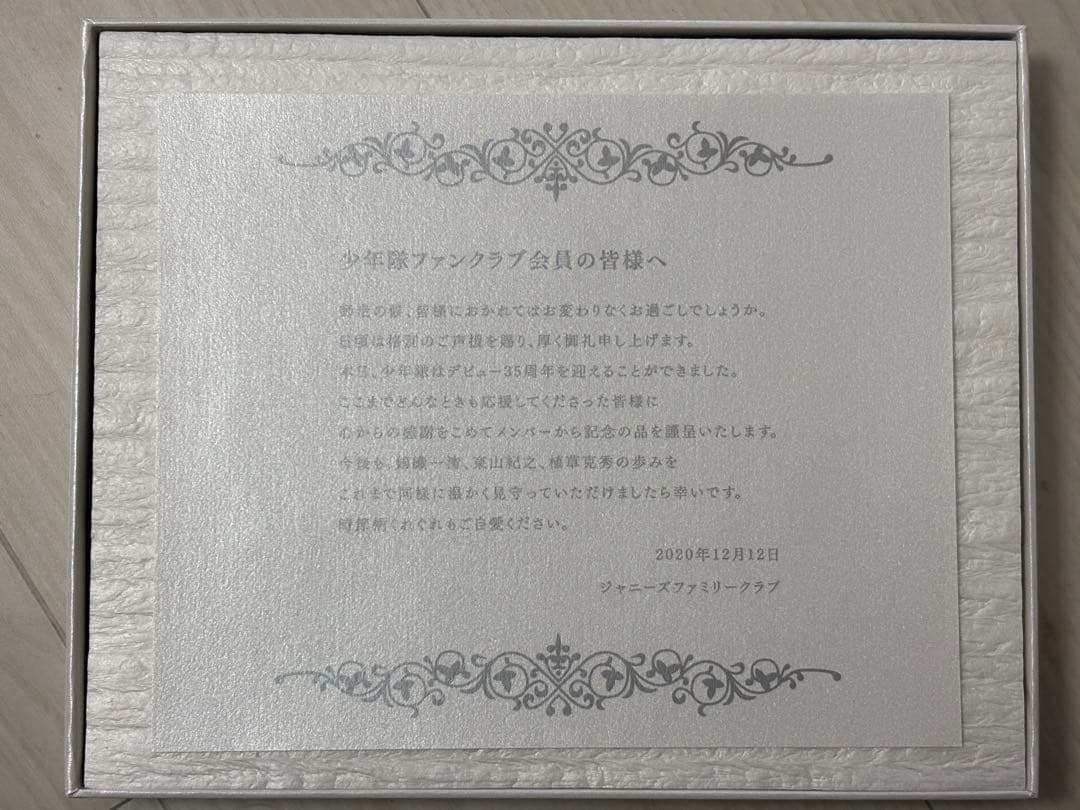 少年隊ファンクラブ会員の皆様へ
師走の候、皆様におかれてはお変わりなくお過ごしでしょうか。
日頃は格別のご声援を賜り、厚く御礼申し上げます。
本日、少年隊はデビュー35周年を迎えることができました。
ここまでどんなときも応援してくださった皆様に
心からの感謝をこめてメンバーから記念の品を謹呈いたします。
今後も、錦織一清、東山紀之、植草克秀の歩みを
これまで同様に温かく見守っていただけましたら幸いです。
時節柄くれぐれもご自愛ください。
2020年12月12日
ジャニーズファミリークラブ